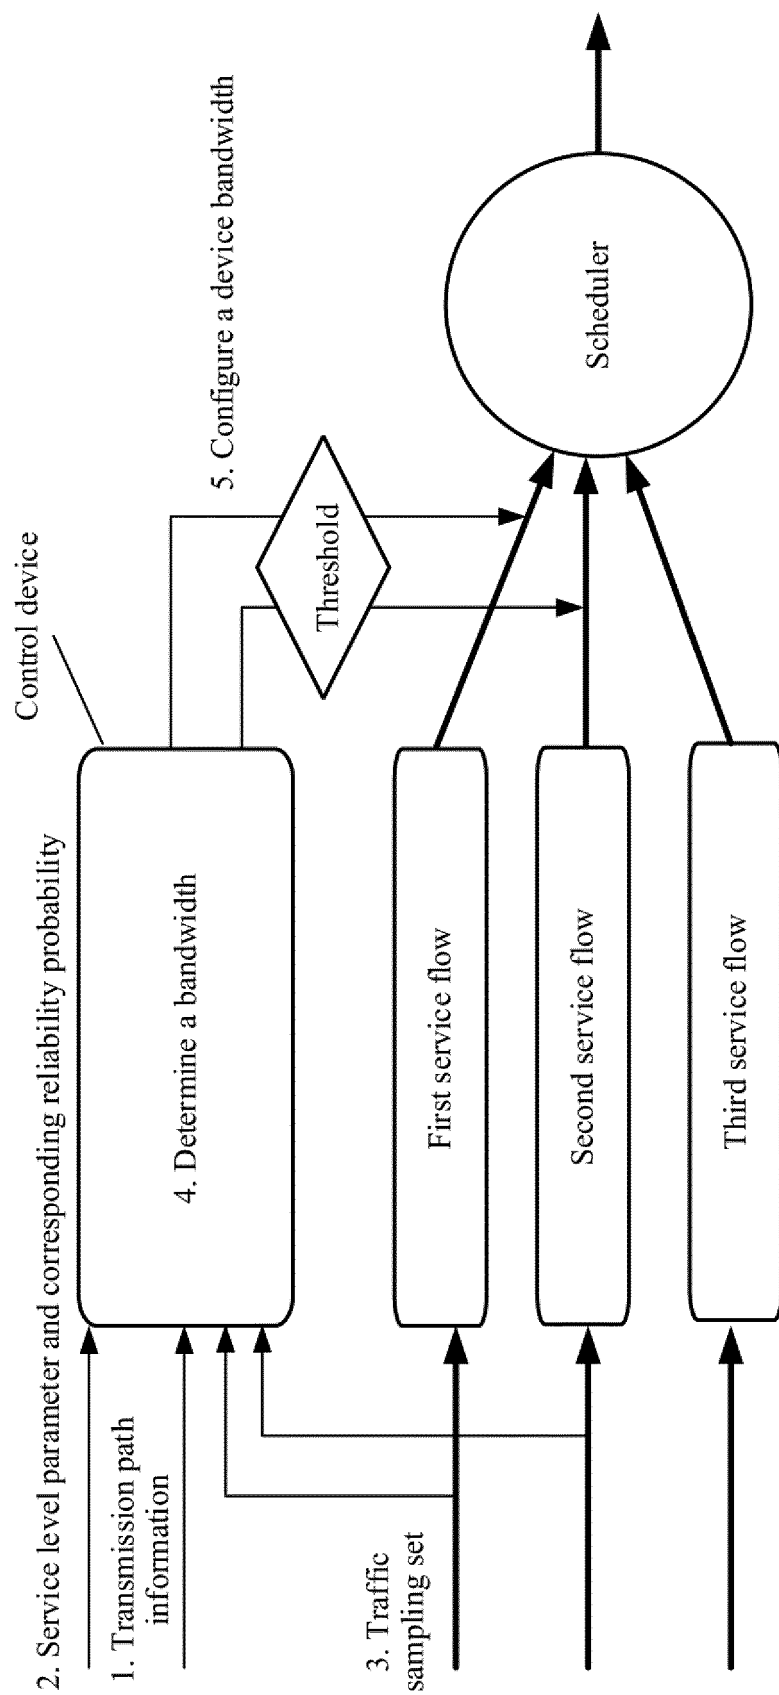 Control device
2. Service level parameter and corresponding reliability probability
1. Transmission path
information
4. Determine a bandwidth
5. Configure a device bandwidth
Threshold
3. Traffic
sampling set
First service flow
Second service flow
Third service flow
Scheduler